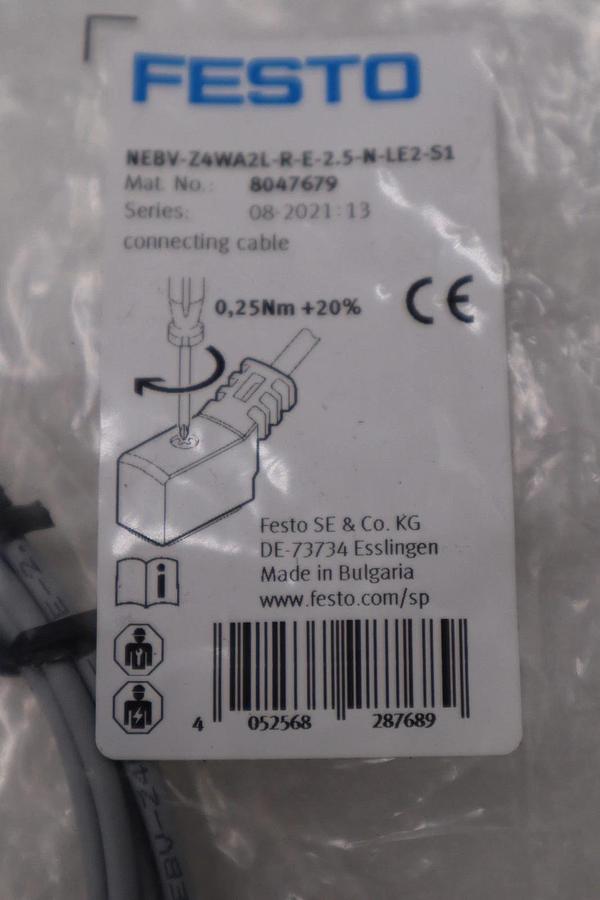 FESTO
NEBV-Z4WA2L-R-E-2.5-N-LE2-S1
Mat. No.: 8047679
Series: 08-2021:13
connecting cable
0,25Nm +20%
CE
Festo SE & Co. KG
DE-73734 Esslingen
Made in Bulgaria
www.festo.com/sp
i
4 052568 287689